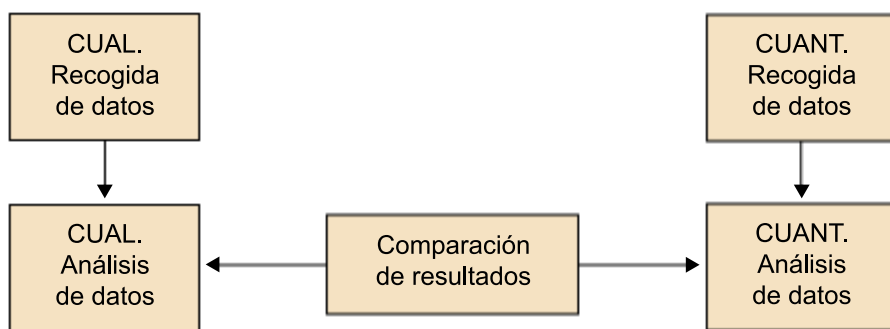 CUAL.
Recogida
de datos
CUANT.
Recogida
de datos
CUAL.
Análisis
de datos
Comparación
de resultados
CUANT.
Análisis
de datos